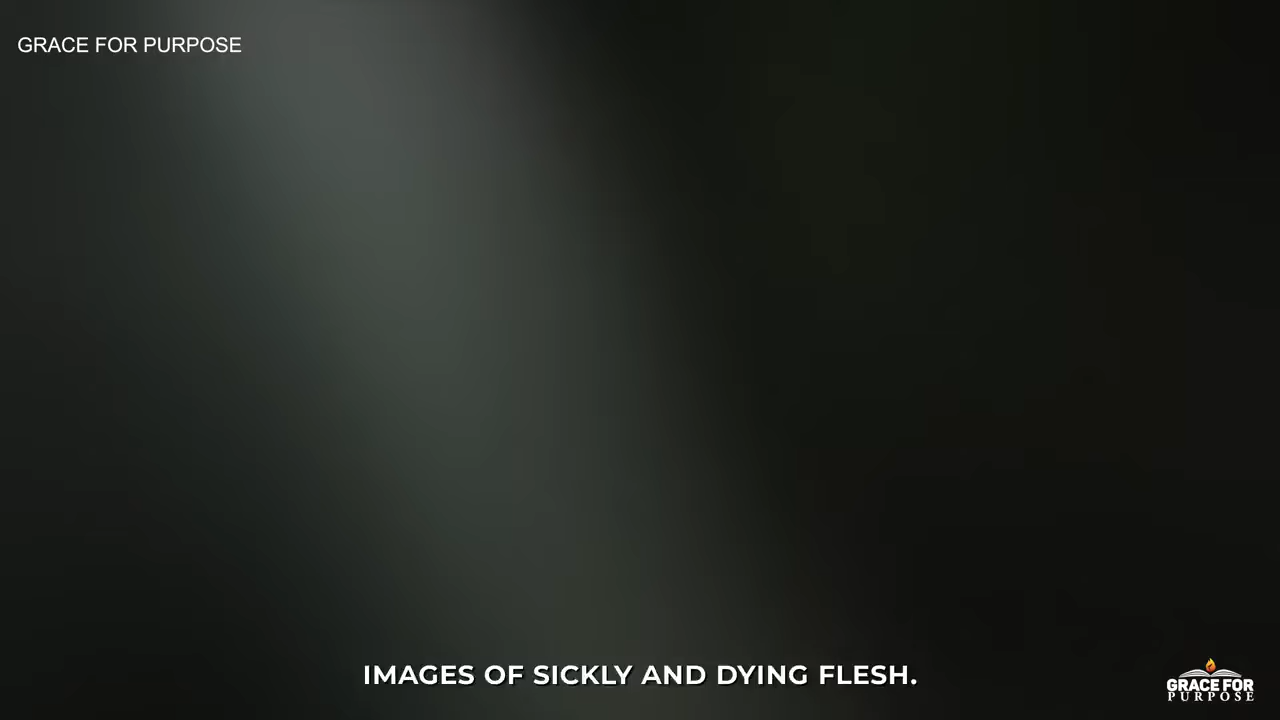 GRACE FOR PURPOSE
IMAGES OF SICKLY AND DYING FLESH.
GRACE FOR
PURPOSE